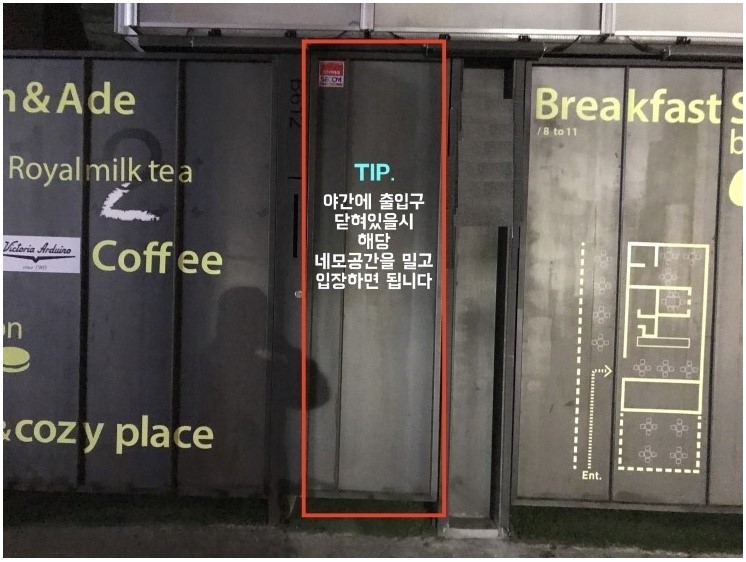 n & Ade
Royal milk tea
2
Victoria Arduino
since 1905
Coffee
on
& cozy place
B612
SECOM
TIP.
야간에 출입구
닫혀있을시
해당
네모공간을 밀고
입장하면 됩니다
Breakfast S
/ 8 to 11
b
Ent.